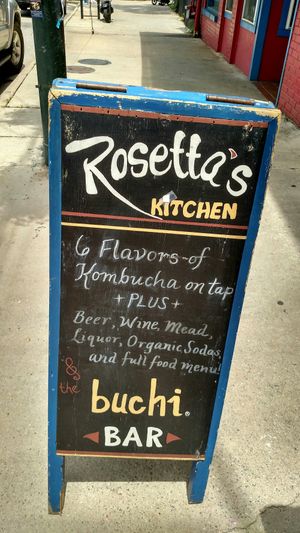 Rosetta's
KITCHEN
6 Flavors of
Kombucha on tap
+ PLUS +
Beer, Wine, Mead,
Liquor, Organic Sodas,
and full food menu!
& the
buchi
BAR